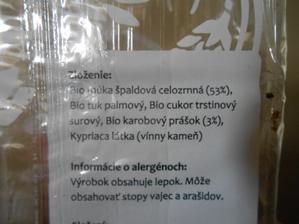 Zloženie:
Bio múka špaldová celozrnná (53%),
Bio tuk palmový, Bio cukor trstinový
surový, Bio karobový prášok (3%),
Kypriaca látka (vínny kameň)
Informácie o alergénoch:
Výrobok obsahuje lepok. Môže
obsahovať stopy vajec a arašidov.